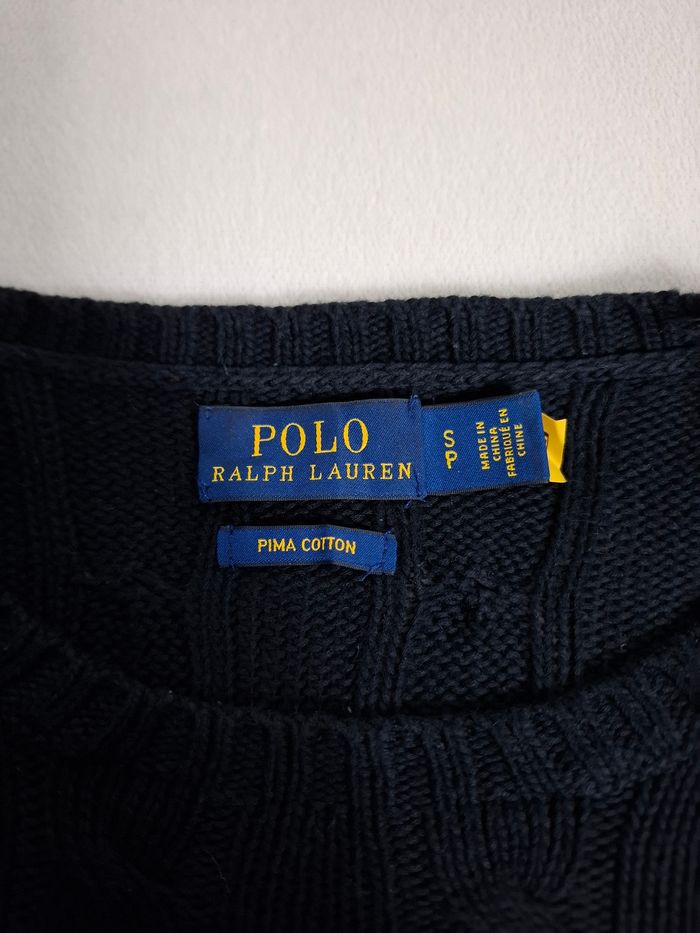 POLO
RALPH LAUREN
S
P
MADE IN
CHINA
FABRIQUÉ EN
CHINE
PIMA COTTON